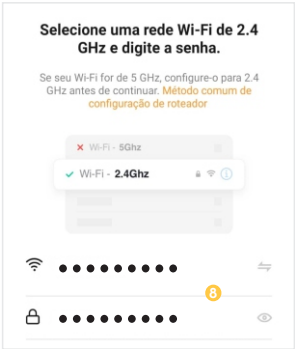 Selecione uma rede Wi-Fi de 2.4
GHz e digite a senha.
Se seu Wi-Fi for de 5 GHz, configure-o para 2.4
GHz antes de continuar. Método comum de
configuração de roteador
Wi-Fi - 5Ghz
Wi-Fi - 2.4Ghz
8